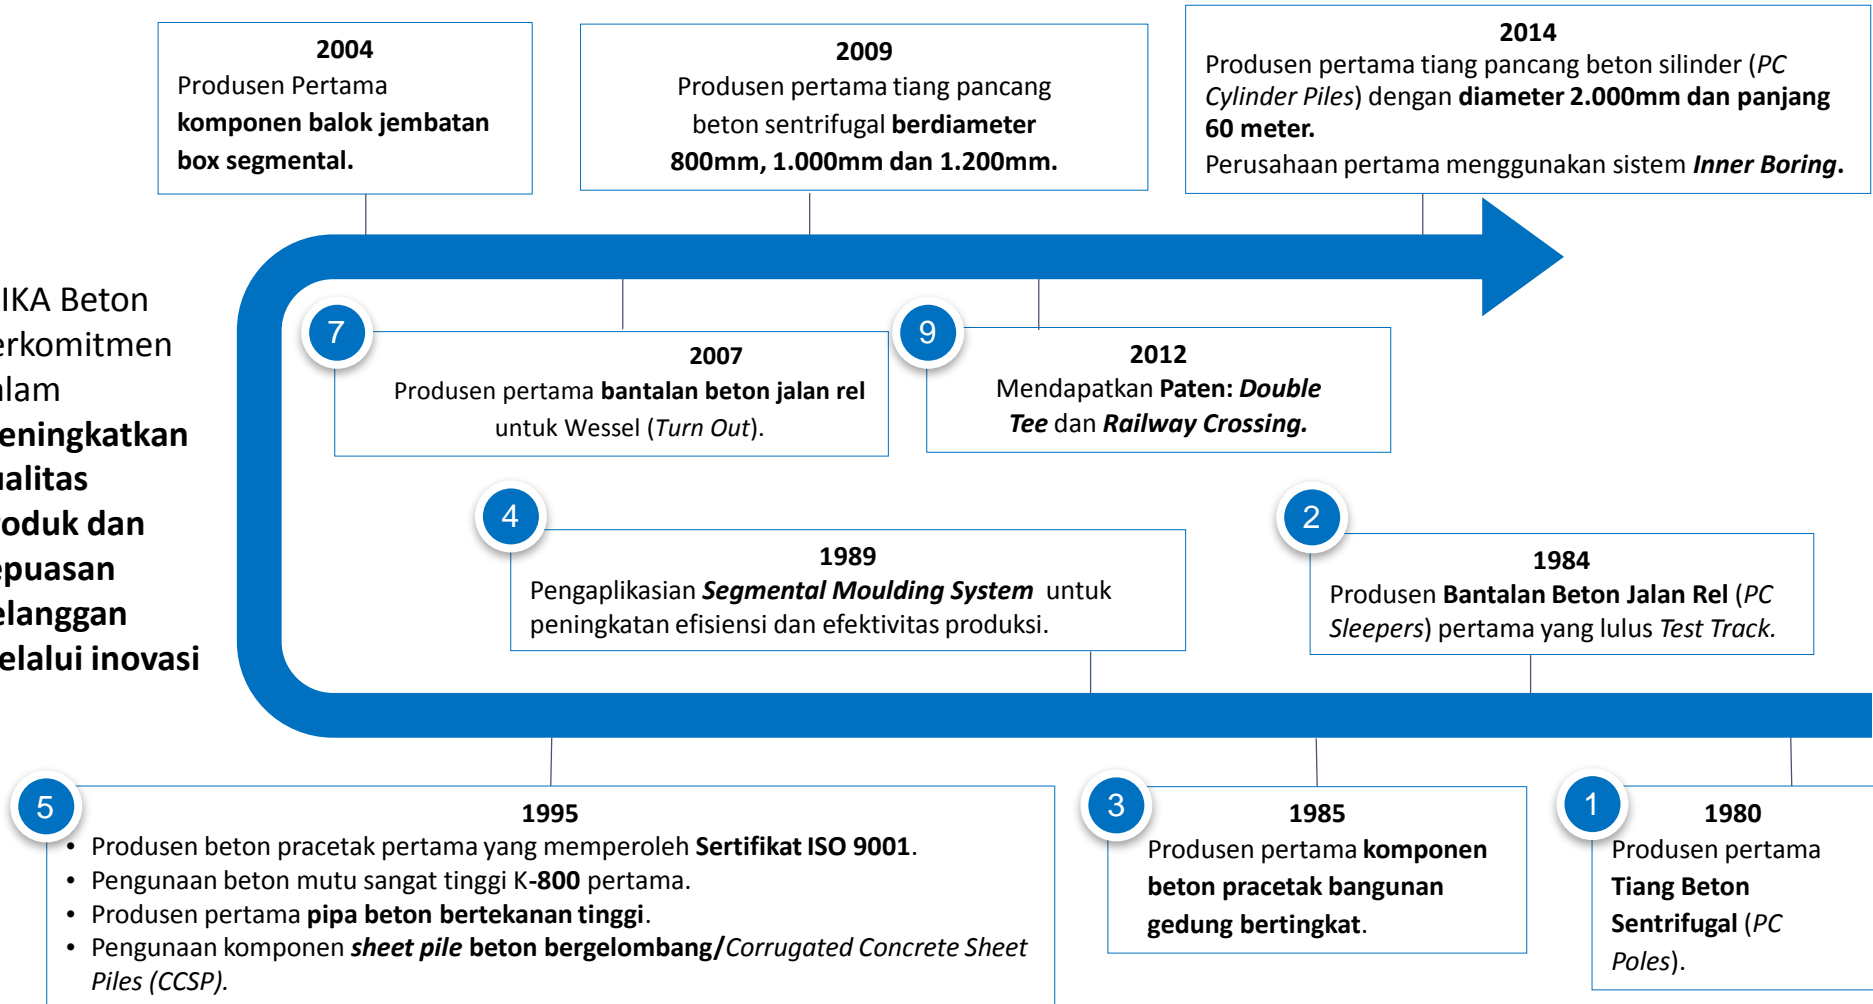 2004
Produsen Pertama
komponen balok jembatan
box segmental.
2009
Produsen pertama tiang pancang
beton sentrifugal berdiameter
800mm, 1.000mm dan 1.200mm.
2014
Produsen pertama tiang pancang beton silinder (PC
Cylinder Piles) dengan diameter 2.000mm dan panjang
60 meter.
Perusahaan pertama menggunakan sistem Inner Boring.
IKA Beton
erkomitmen
alam
eningkatkan
ualitas
roduk dan
epuasan
elanggan
elalui inovasi
7
2007
Produsen pertama bantalan beton jalan rel
untuk Wessel (Turn Out).
9
2012
Mendapatkan Paten: Double
Tee dan Railway Crossing.
4
1989
Pengaplikasian Segmental Moulding System untuk
peningkatan efisiensi dan efektivitas produksi.
2
1984
Produsen Bantalan Beton Jalan Rel (PC
Sleepers) pertama yang lulus Test Track.
5
1995
• Produsen beton pracetak pertama yang memperoleh Sertifikat ISO 9001.
• Pengunaan beton mutu sangat tinggi K-800 pertama.
• Produsen pertama pipa beton bertekanan tinggi.
• Pengunaan komponen sheet pile beton bergelombang/Corrugated Concrete Sheet
Piles (CCSP).
3
1985
Produsen pertama komponen
beton pracetak bangunan
gedung bertingkat.
1
1980
Produsen pertama
Tiang Beton
Sentrifugal (PC
Poles).